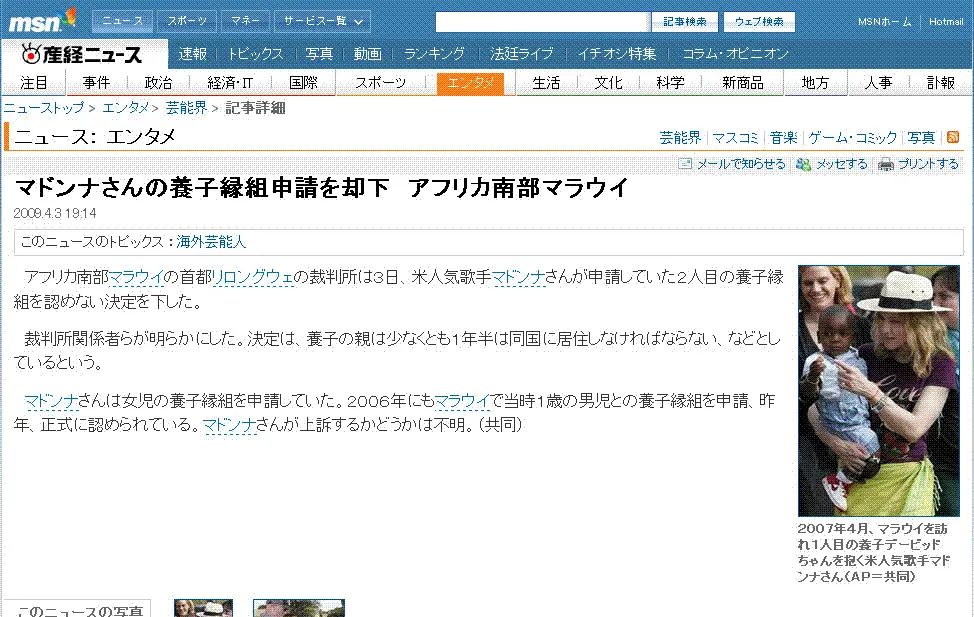 msn ニュース スポーツ マネー サービス一覧 記事検索 ウェブ検索 MSNホーム Hotmail
産経ニュース 速報 トピックス 写真 動画 ランキング 法廷ライブ イチオシ特集 コラム・オピニオン
注目 事件 政治 経済・IT 国際 スポーツ エンタメ 生活 文化 科学 新商品 地方 人事 訃報
ニューストップ > エンタメ > 芸能界 > 記事詳細
ニュース: エンタメ 芸能界 マスコミ 音楽 ゲーム・コミック 写真
メールで知らせる メッセする プリントする
マドンナさんの養子縁組申請を却下 アフリカ南部マラウイ
2009.4.3 19:14
このニュースのトピックス:海外芸能人
アフリカ南部マラウイの首都リロングウェの裁判所は3日、米人気歌手マドンナさんが申請していた2人目の養子縁
組を認めない決定を下した。
裁判所関係者らが明らかにした。決定は、養子の親は少なくとも1年半は同国に居住しなければならない、などとし
ているという。
マドンナさんは女児の養子縁組を申請していた。2006年にもマラウイで当時1歳の男児との養子縁組を申請、昨
年、正式に認められている。マドンナさんが上訴するかどうかは不明。(共同)
Love
2007年4月、マラウイを訪
れ1人目の養子デービッド
ちゃんを抱く米人気歌手マド
ンナさん(AP=共同)
このニュースの写真